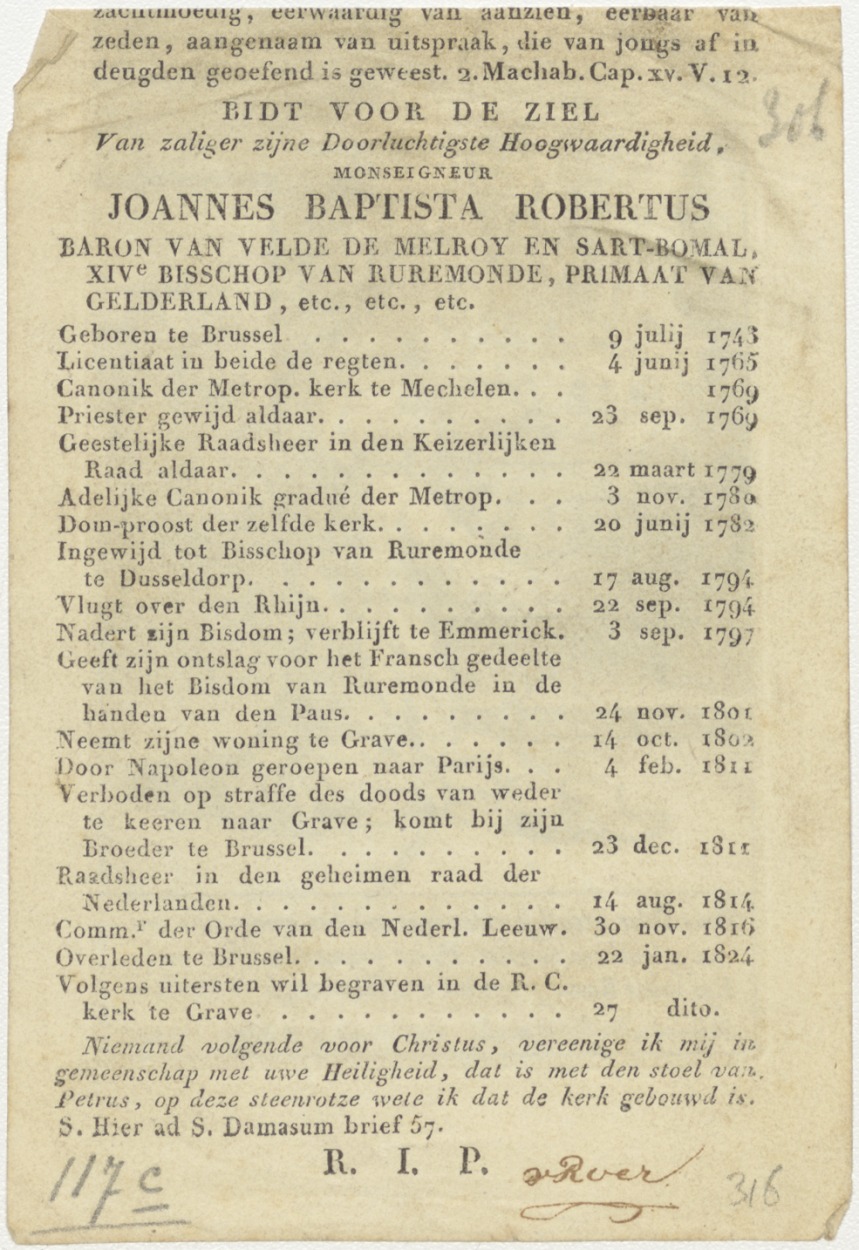 zachtmoedig, eerwaardig van aanzien, eerbaar van
zeden, aangenaam van uitspraak, die van jongs af in
deugden geoefend is geweest. 2. Machab. Cap. xv. V. 12.
306
BIDT VOOR DE ZIEL
Van zaliger zijne Doorluchtigste Hoogwaardigheid,
MONSEIGNEUR
JOANNES BAPTISTA ROBERTUS
BARON VAN VELDE DE MELROY EN SART-BOMAL,
XIVe BISSCHOP VAN RUREMONDE, PRIMAAT VAN
GELDERLAND, etc., etc., etc.
Geboren te Brussel . . . . . . . . . . 9 julij 1743
Licentiaat in beide de regten. . . . . . . 4 junij 1765
Canonik der Metrop. kerk te Mechelen. . . 1769
Priester gewijd aldaar. . . . . . . . . . 23 sep. 1769
Geestelijke Raadsheer in den Keizerlijken
Raad aldaar. . . . . . . . . . . . . 22 maart 1779
Adelijke Canonik gradué der Metrop. . . 3 nov. 1780
Dom-proost der zelfde kerk. . . . . . . . 20 junij 1782
Ingewijd tot Bisschop van Ruremonde
te Dusseldorp. . . . . . . . . . . . 17 aug. 1794
Vlugt over den Rhijn. . . . . . . . . . 22 sep. 1794
Nadert zijn Bisdom; verblijft te Emmerick. 3 sep. 1797
Geeft zijn ontslag voor het Fransch gedeelte
van het Bisdom van Ruremonde in de
handen van den Paus. . . . . . . . . 24 nov. 1801
Neemt zijne woning te Grave.. . . . . . 14 oct. 1802
Door Napoleon geroepen naar Parijs. . . 4 feb. 1811
Verboden op straffe des doods van weder
te keeren naar Grave; komt bij zijn
Broeder te Brussel. . . . . . . . . . 23 dec. 1811
Raadsheer in den geheimen raad der
Nederlanden. . . . . . . . . . . . . 14 aug. 1814
Comm.r der Orde van den Nederl. Leeuw. 30 nov. 1816
Overleden te Brussel. . . . . . . . . . . 22 jan. 1824
Volgens uitersten wil begraven in de R. C.
kerk te Grave . . . . . . . . . . . 27 dito.
Niemand volgende voor Christus, vereenige ik mij in
gemeenschap met uwe Heiligheid, dat is met den stoel van
Petrus, op deze steenrotze wete ik dat de kerk gebouwd is.
S. Hier ad S. Damasum brief 57.
R. I. P.
117 c
316